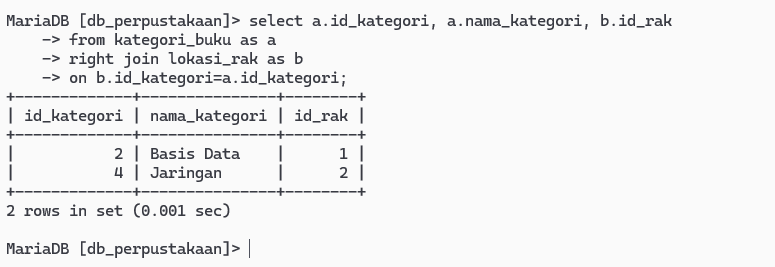 MariaDB [db_perpustakaan]> select a.id_kategori, a.nama_kategori, b.id_rak
    -> from kategori_buku as a
    -> right join lokasi_rak as b
    -> on b.id_kategori=a.id_kategori;
+-------------+---------------+--------+
| id_kategori | nama_kategori | id_rak |
+-------------+---------------+--------+
|           2 | Basis Data    |      1 |
|           4 | Jaringan      |      2 |
+-------------+---------------+--------+
2 rows in set (0.001 sec)
MariaDB [db_perpustakaan]>